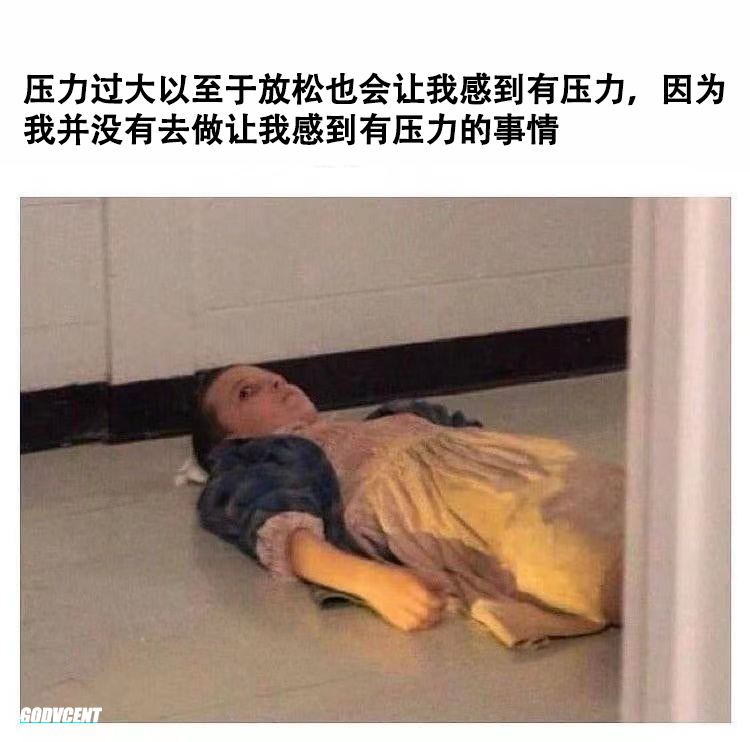 压力过大以至于放松也会让我感到有压力，因为
我并没有去做让我感到有压力的事情
GODVCENT